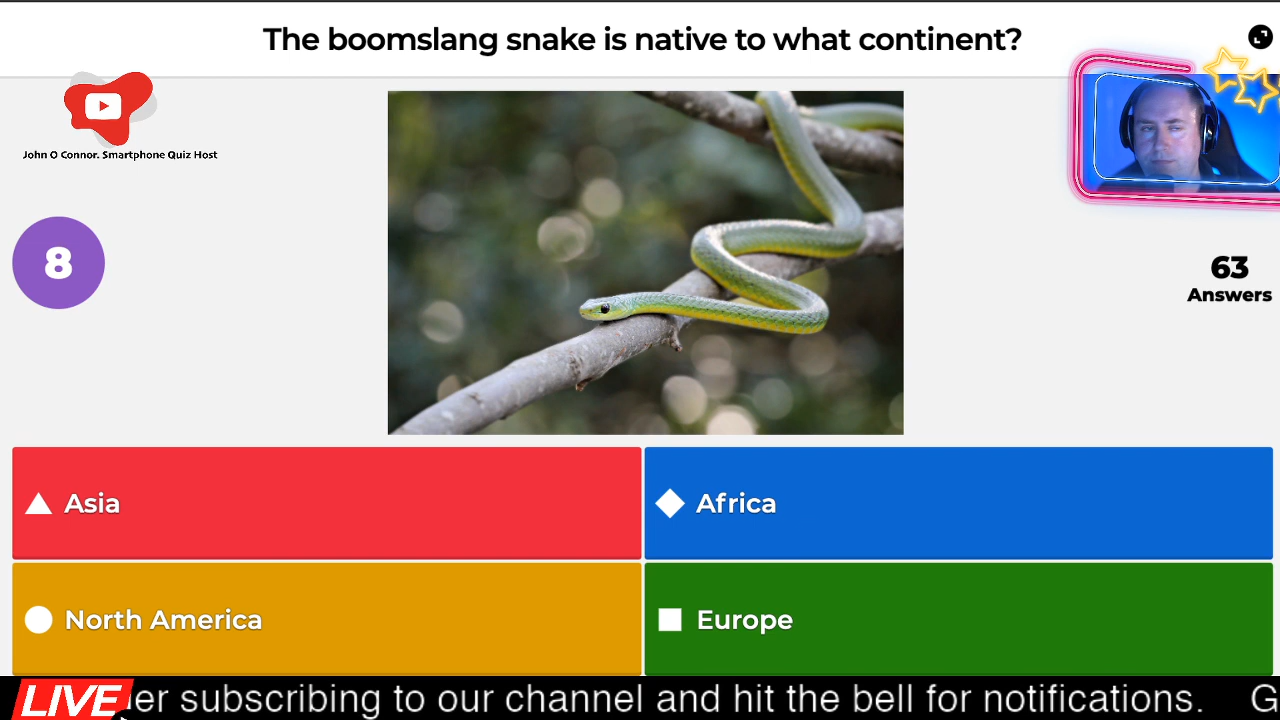 The boomslang snake is native to what continent?
John O Connor. Smartphone Quiz Host
8
63
Answers
Asia
Africa
North America
Europe
LIVE
er subscribing to our channel and hit the bell for notifications. G